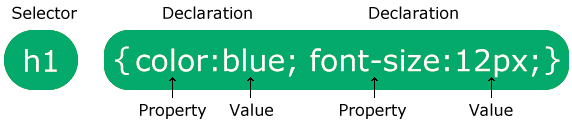 Selector Declaration Declaration
h1 {color:blue; font-size:12px;}
Property Value Property Value